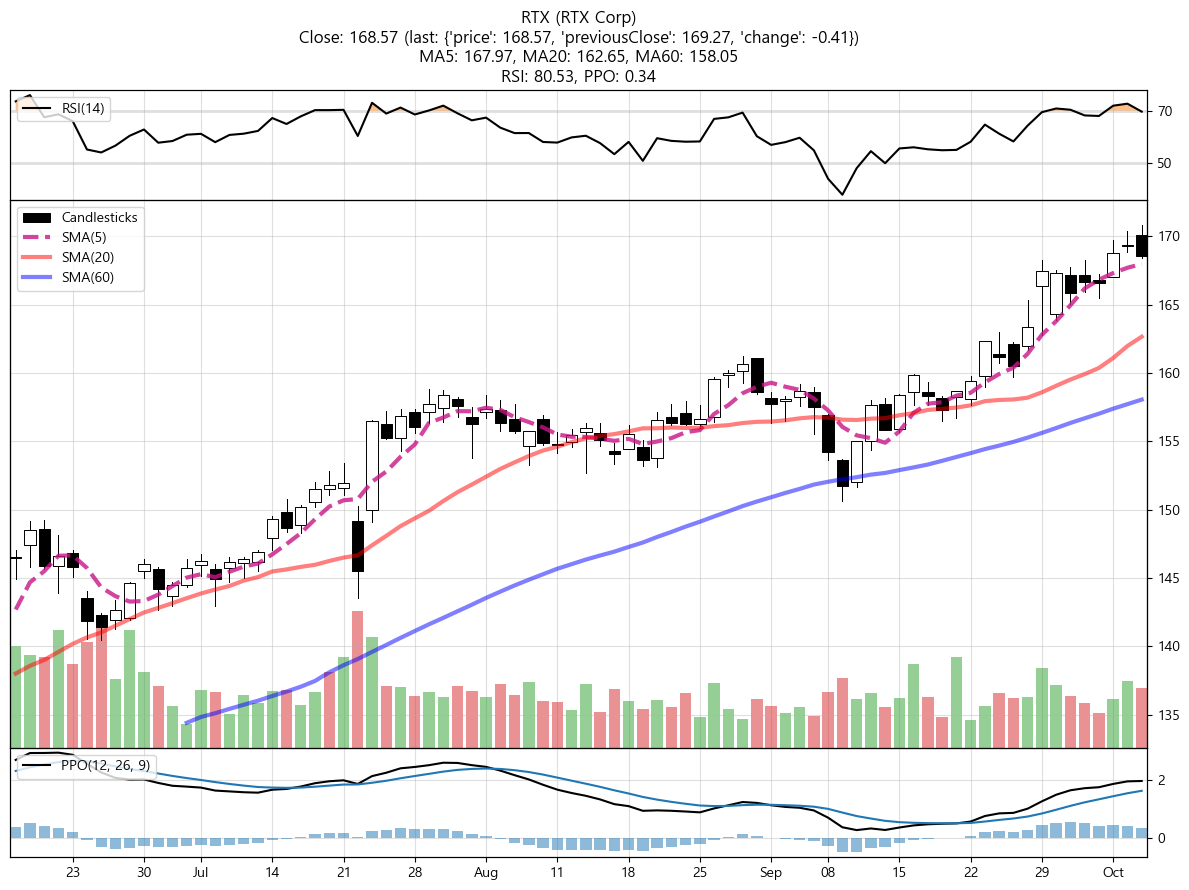 RTX (RTX Corp)
Close: 168.57 (last: {'price': 168.57, 'previousClose': 169.27, 'change': -0.41})
MA5: 167.97, MA20: 162.65, MA60: 158.05
RSI: 80.53, PPO: 0.34
RSI(14)
70
50
Candlesticks
SMA(5)
SMA(20)
SMA(60)
170
165
160
155
150
145
140
135
PPO(12, 26, 9)
2
0
23 30 Jul 14 21 28 Aug 11 18 25 Sep 08 15 22 29 Oct